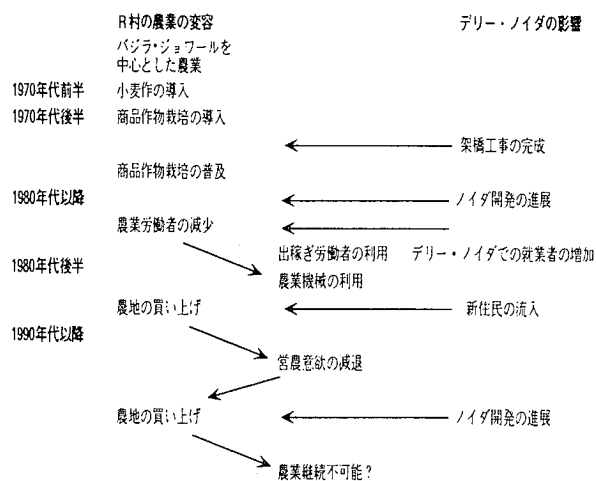 R村の農業の変容 デリー・ノイダの影響
バジラ・ジョワールを
中心とした農業
1970年代前半 小麦作の導入
1970年代後半 商品作物栽培の導入
架橋工事の完成
商品作物栽培の普及
1980年代以降 ノイダ開発の進展
農業労働者の減少
出稼ぎ労働者の利用 デリー・ノイダでの就業者の増加
1980年代後半
農業機械の利用
農地の買い上げ 新住民の流入
1990年代以降
営農意欲の減退
農地の買い上げ ノイダ開発の進展
農業継続不可能？